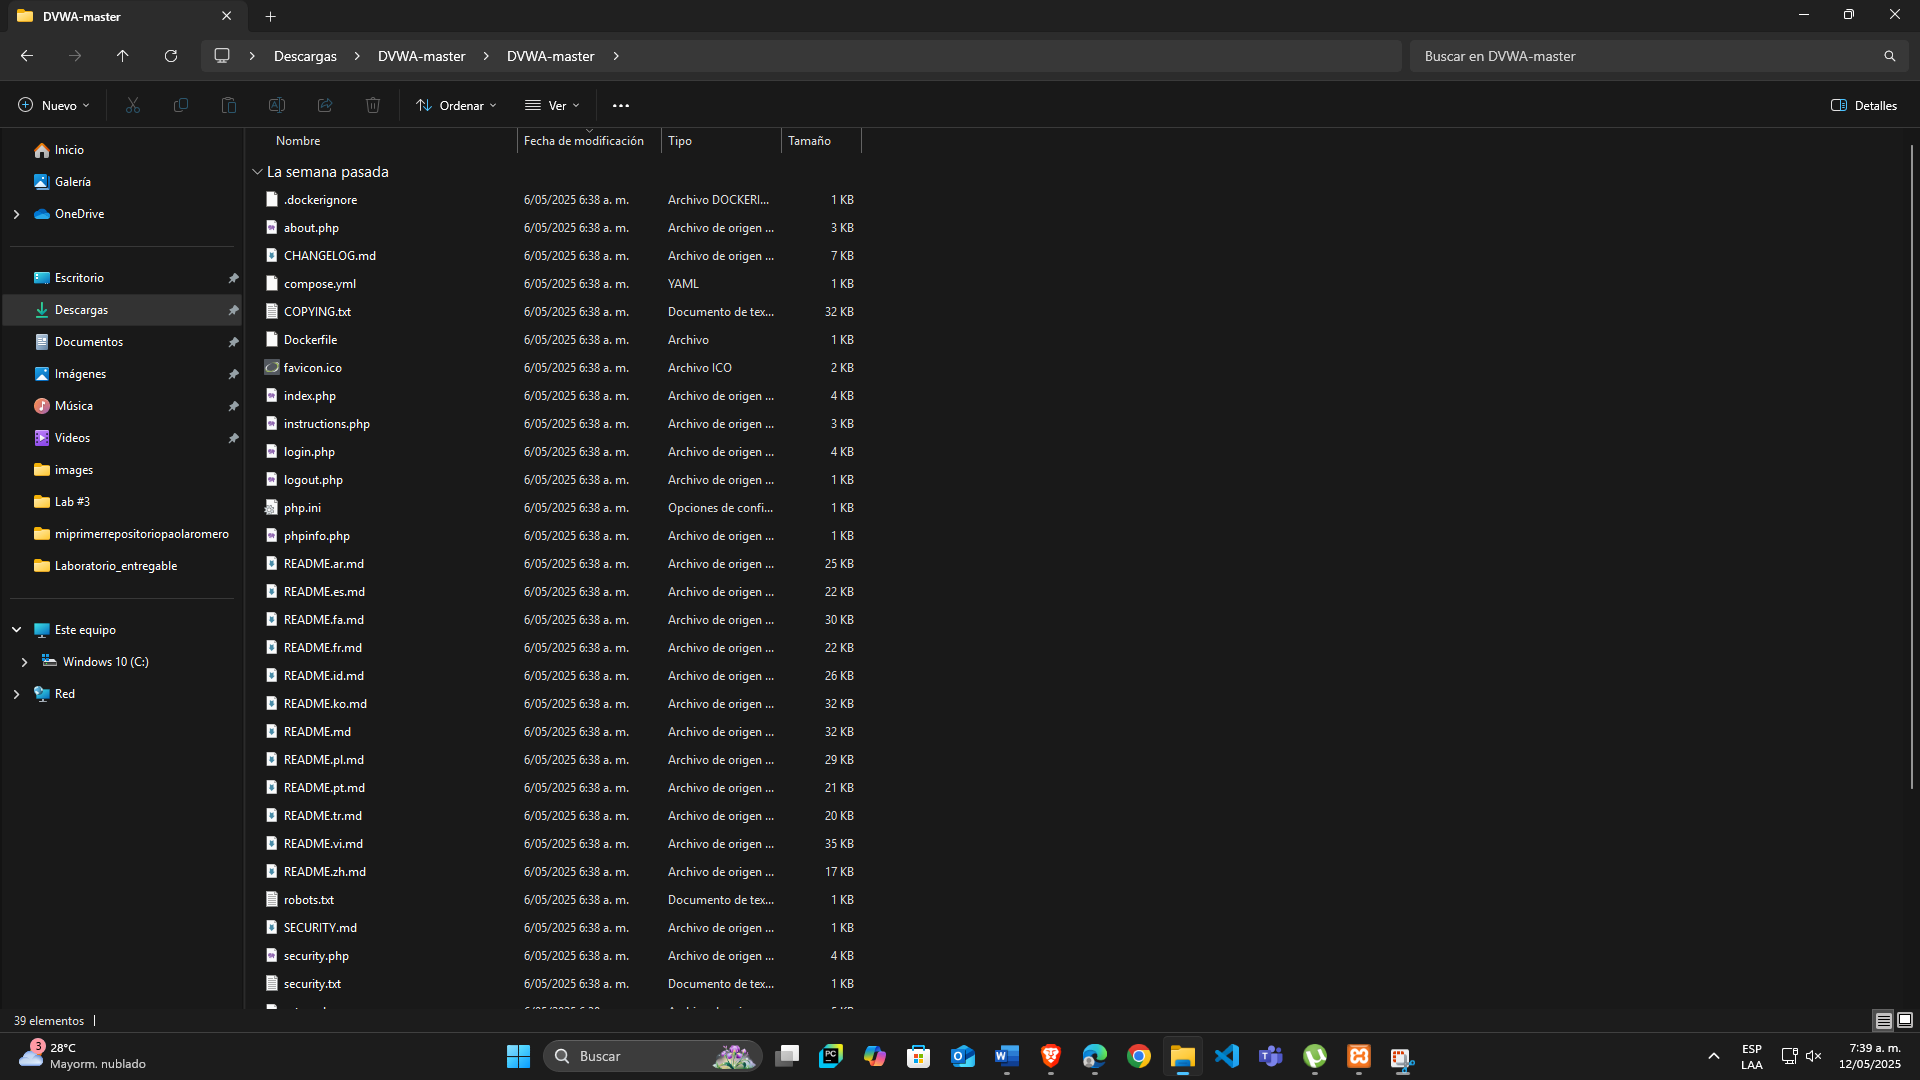 DVWA-master
Descargas DVWA-master DVWA-master
Buscar en DVWA-master
Nuevo Ordenar Ver Detalles
Inicio
Galería
OneDrive
Escritorio
Descargas
Documentos
Imágenes
Música
Videos
images
Lab #3
miprimerrepositoriopaolaromero
Laboratorio_entregable
Este equipo
Windows 10 (C:)
Red
Nombre Fecha de modificación Tipo Tamaño
La semana pasada
.dockerignore 6/05/2025 6:38 a. m. Archivo DOCKERI... 1 KB
about.php 6/05/2025 6:38 a. m. Archivo de origen ... 3 KB
CHANGELOG.md 6/05/2025 6:38 a. m. Archivo de origen ... 7 KB
compose.yml 6/05/2025 6:38 a. m. YAML 1 KB
COPYING.txt 6/05/2025 6:38 a. m. Documento de tex... 32 KB
Dockerfile 6/05/2025 6:38 a. m. Archivo 1 KB
favicon.ico 6/05/2025 6:38 a. m. Archivo ICO 2 KB
index.php 6/05/2025 6:38 a. m. Archivo de origen ... 4 KB
instructions.php 6/05/2025 6:38 a. m. Archivo de origen ... 3 KB
login.php 6/05/2025 6:38 a. m. Archivo de origen ... 4 KB
logout.php 6/05/2025 6:38 a. m. Archivo de origen ... 1 KB
php.ini 6/05/2025 6:38 a. m. Opciones de confi... 1 KB
phpinfo.php 6/05/2025 6:38 a. m. Archivo de origen ... 1 KB
README.ar.md 6/05/2025 6:38 a. m. Archivo de origen ... 25 KB
README.es.md 6/05/2025 6:38 a. m. Archivo de origen ... 22 KB
README.fa.md 6/05/2025 6:38 a. m. Archivo de origen ... 30 KB
README.fr.md 6/05/2025 6:38 a. m. Archivo de origen ... 22 KB
README.id.md 6/05/2025 6:38 a. m. Archivo de origen ... 26 KB
README.ko.md 6/05/2025 6:38 a. m. Archivo de origen ... 32 KB
README.md 6/05/2025 6:38 a. m. Archivo de origen ... 32 KB
README.pl.md 6/05/2025 6:38 a. m. Archivo de origen ... 29 KB
README.pt.md 6/05/2025 6:38 a. m. Archivo de origen ... 21 KB
README.tr.md 6/05/2025 6:38 a. m. Archivo de origen ... 20 KB
README.vi.md 6/05/2025 6:38 a. m. Archivo de origen ... 35 KB
README.zh.md 6/05/2025 6:38 a. m. Archivo de origen ... 17 KB
robots.txt 6/05/2025 6:38 a. m. Documento de tex... 1 KB
SECURITY.md 6/05/2025 6:38 a. m. Archivo de origen ... 1 KB
security.php 6/05/2025 6:38 a. m. Archivo de origen ... 4 KB
security.txt 6/05/2025 6:38 a. m. Documento de tex... 1 KB
39 elementos
3
28°C
Mayorm. nublado
Buscar
ESP
LAA
7:39 a. m.
12/05/2025